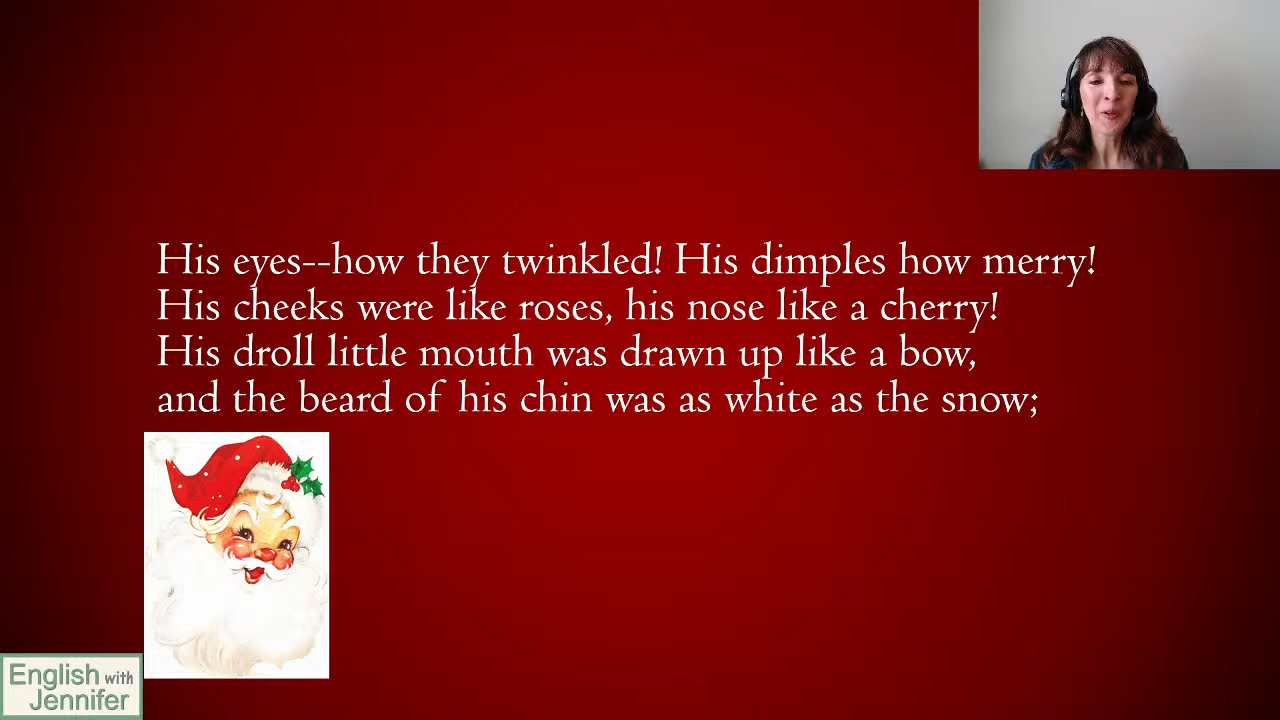 His eyes--how they twinkled! His dimples how merry!
His cheeks were like roses, his nose like a cherry!
His droll little mouth was drawn up like a bow,
and the beard of his chin was as white as the snow;
English with
Jennifer